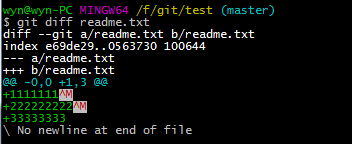 wyn@wyn-PC MINGW64 /f/git/test (master)
$ git diff readme.txt
diff --git a/readme.txt b/readme.txt
index e69de29..0563730 100644
--- a/readme.txt
+++ b/readme.txt
@@ -0,0 +1,3 @@
+1111111^M
+222222222^M
+33333333
\ No newline at end of file